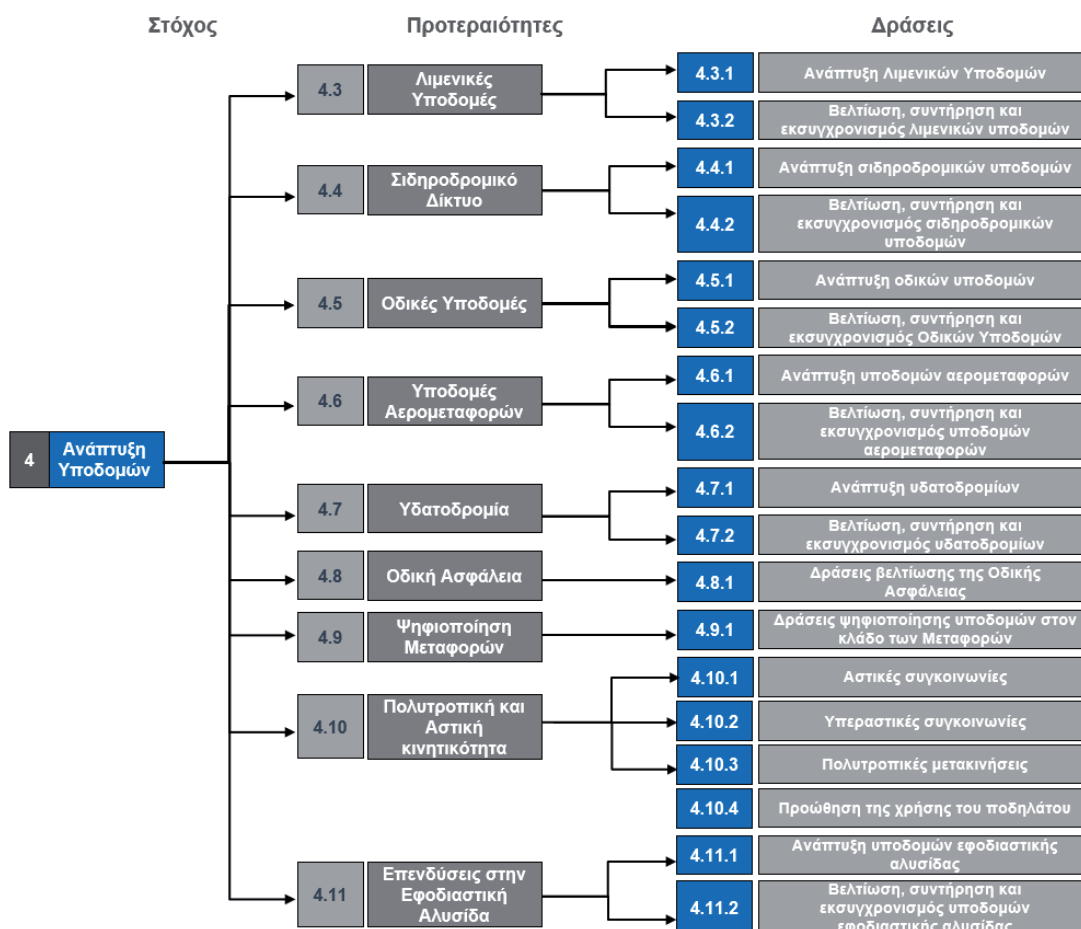 Στόχος
Προτεραιότητες
Δράσεις
4
Ανάπτυξη
Υποδομών
4.3
Λιμενικές
Υποδομές
4.3.1
Ανάπτυξη Λιμενικών Υποδομών
4.3.2
Βελτίωση, συντήρηση και
εκσυγχρονισμός λιμενικών υποδομών
4.4
Σιδηροδρομικό
Δίκτυο
4.4.1
Ανάπτυξη σιδηροδρομικών υποδομών
4.4.2
Βελτίωση, συντήρηση και
εκσυγχρονισμός σιδηροδρομικών
υποδομών
4.5
Οδικές Υποδομές
4.5.1
Ανάπτυξη οδικών υποδομών
4.5.2
Βελτίωση, συντήρηση και
εκσυγχρονισμός Οδικών Υποδομών
4.6
Υποδομές
Αερομεταφορών
4.6.1
Ανάπτυξη υποδομών αερομεταφορών
4.6.2
Βελτίωση, συντήρηση και
εκσυγχρονισμός υποδομών
αερομεταφορών
4.7
Υδατοδρομία
4.7.1
Ανάπτυξη υδατοδρομίων
4.7.2
Βελτίωση, συντήρηση και
εκσυγχρονισμός υδατοδρομίων
4.8
Οδική Ασφάλεια
4.8.1
Δράσεις βελτίωσης της Οδικής
Ασφάλειας
4.9
Ψηφιοποίηση
Μεταφορών
4.9.1
Δράσεις ψηφιοποίησης υποδομών στον
κλάδο των Μεταφορών
4.10
Πολυτροπική και
Αστική
κινητικότητα
4.10.1
Αστικές συγκοινωνίες
4.10.2
Υπεραστικές συγκοινωνίες
4.10.3
Πολυτροπικές μετακινήσεις
4.10.4
Προώθηση της χρήσης του ποδηλάτου
4.11
Επενδύσεις στην
Εφοδιαστική
Αλυσίδα
4.11.1
Ανάπτυξη υποδομών εφοδιαστικής
αλυσίδας
4.11.2
Βελτίωση, συντήρηση και
εκσυγχρονισμός υποδομών
εφοδιαστικής αλυσίδας